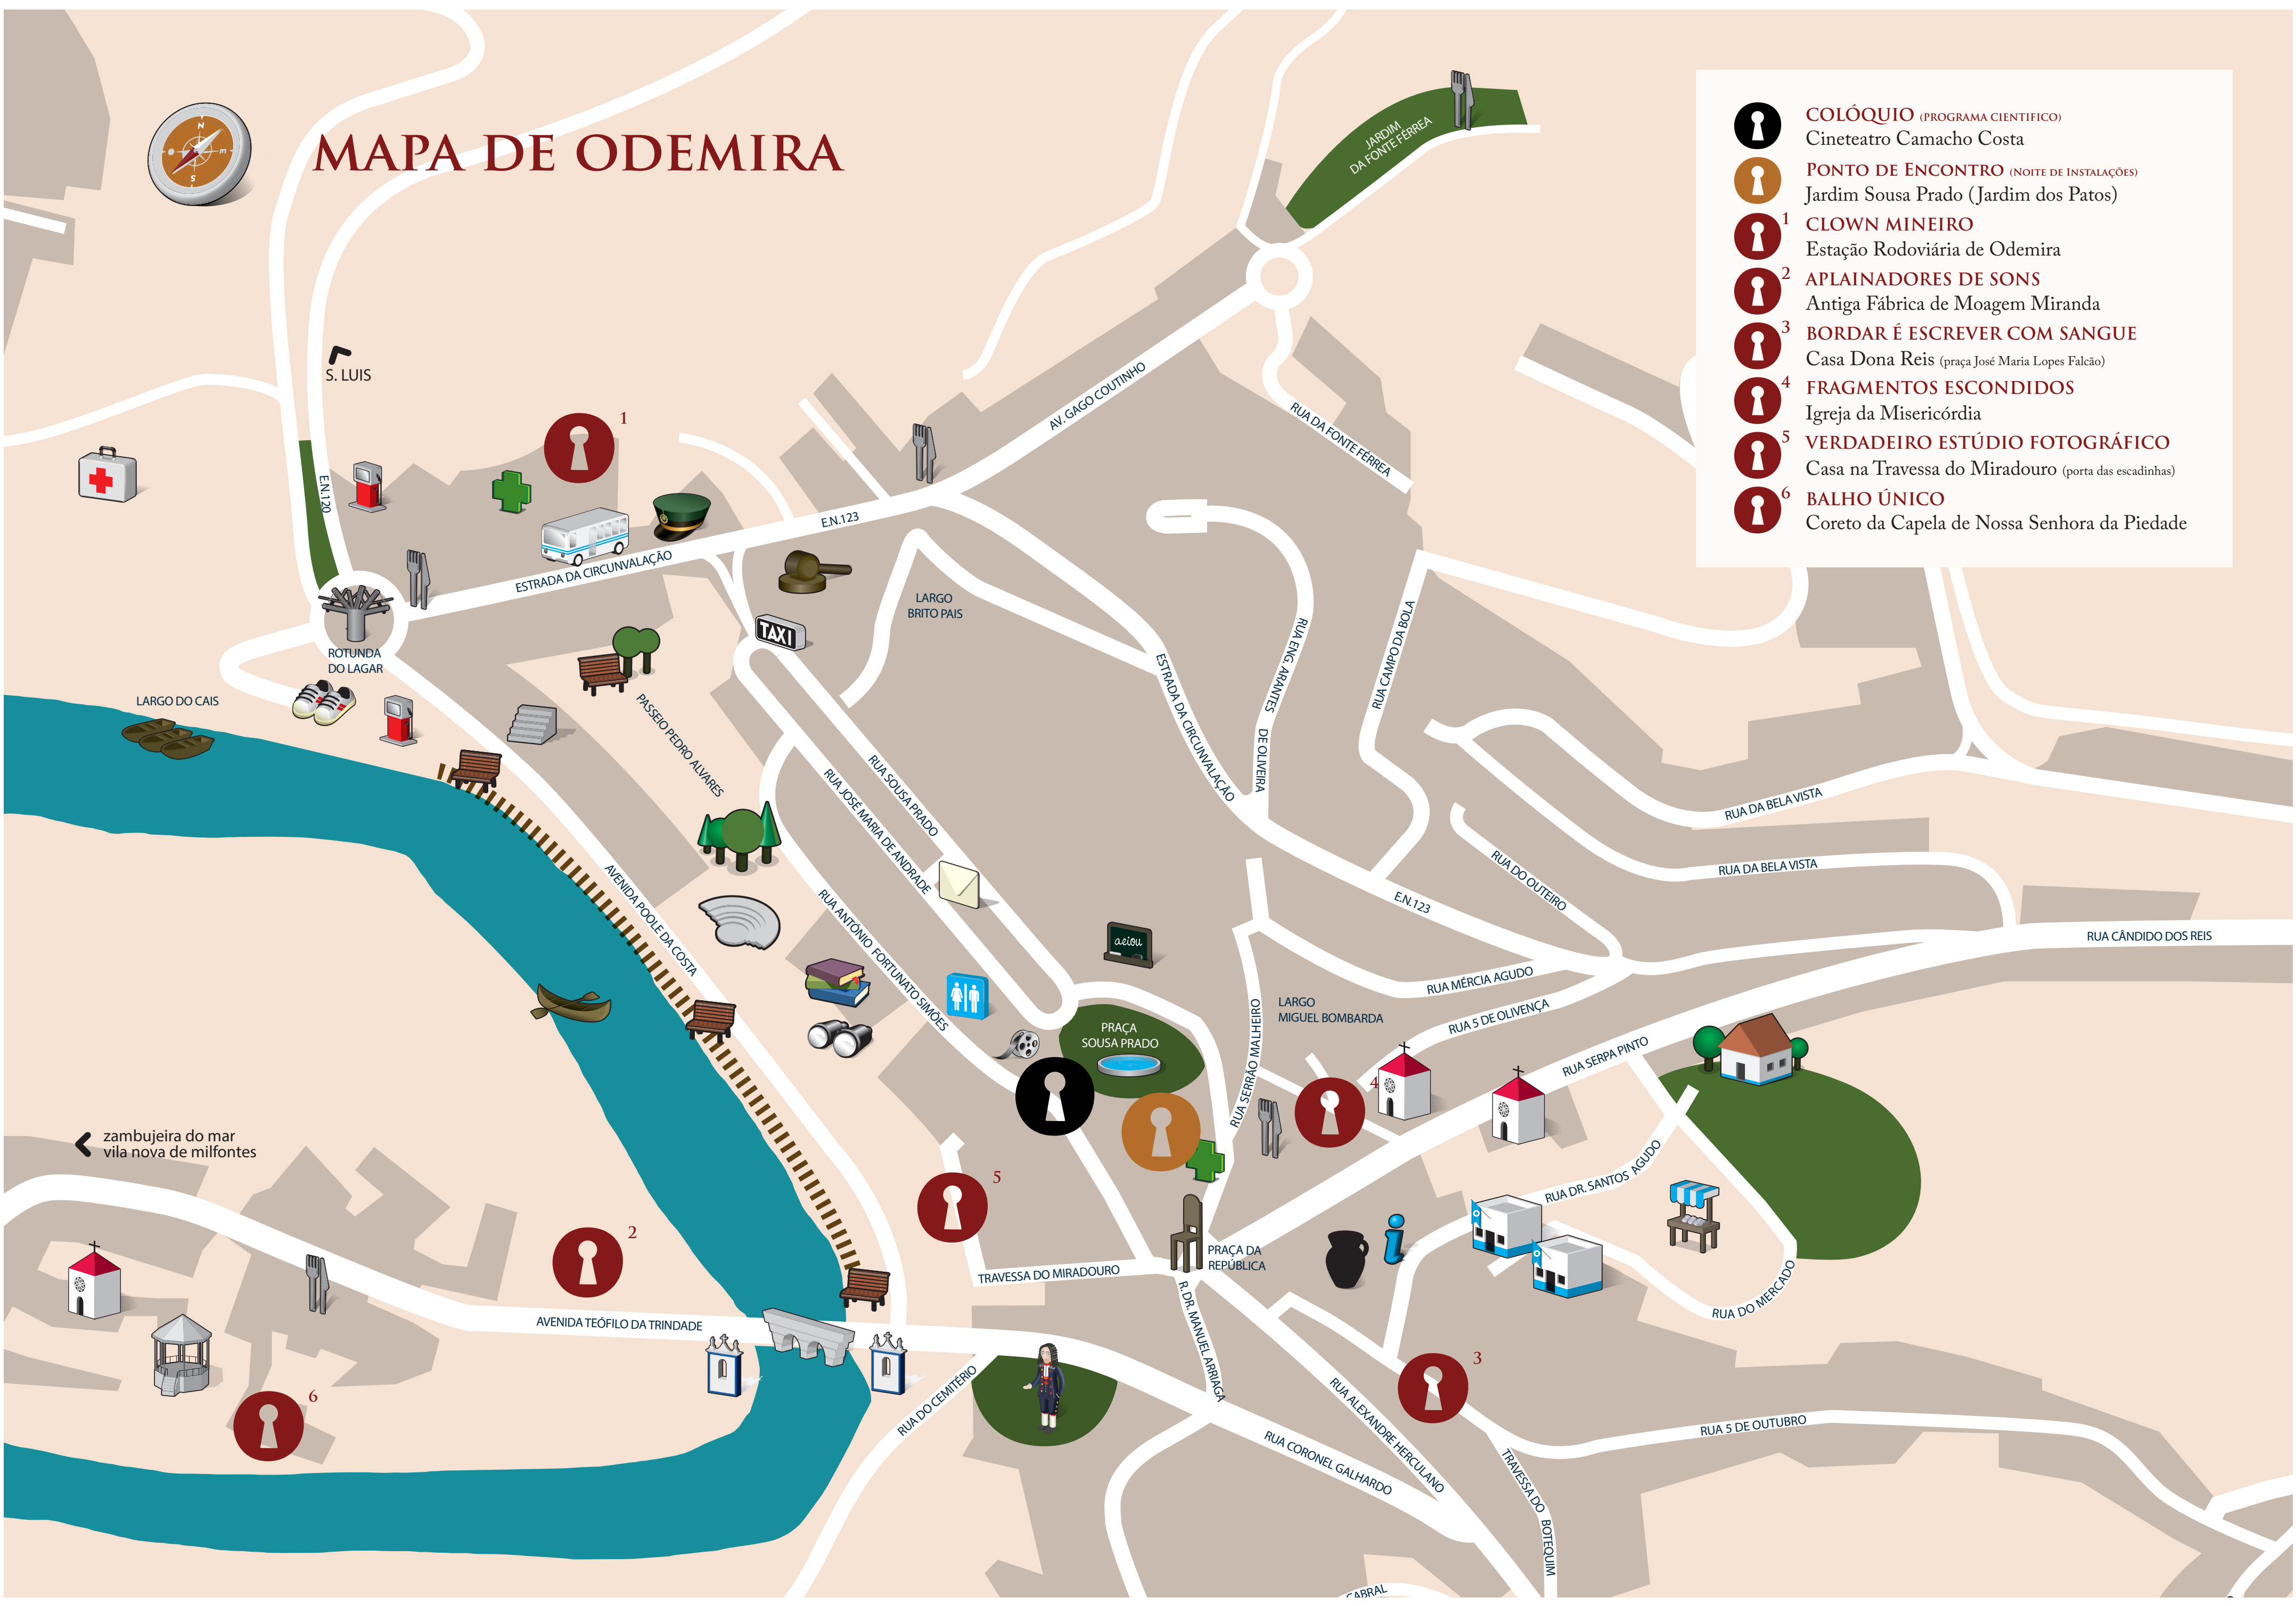 MAPA DE ODEMIRA
N
E
S
O
COLÓQUIO (PROGRAMA CIENTIFICO)
Cineteatro Camacho Costa
PONTO DE ENCONTRO (NOITE DE INSTALAÇÕES)
Jardim Sousa Prado (Jardim dos Patos)
1
CLOWN MINEIRO
Estação Rodoviária de Odemira
2
APLAINADORES DE SONS
Antiga Fábrica de Moagem Miranda
3
BORDAR É ESCREVER COM SANGUE
Casa Dona Reis (praça José Maria Lopes Falcão)
4
FRAGMENTOS ESCONDIDOS
Igreja da Misericórdia
5
VERDADEIRO ESTÚDIO FOTOGRÁFICO
Casa na Travessa do Miradouro (porta das escadinhas)
6
BALHO ÚNICO
Coreto da Capela de Nossa Senhora da Piedade
JARDIM
DA FONTE FÉRREA
S. LUIS
AV. GAGO COUTINHO
RUA DA FONTE FÉRREA
1
E.N.120
E.N.123
ESTRADA DA CIRCUNVALAÇÃO
LARGO
BRITO PAIS
TAXI
ROTUNDA
DO LAGAR
LARGO DO CAIS
PASSEIO PEDRO ALVARES
RUA SOUSA PRADO
RUA JOSÉ MARIA DE ANDRADE
ESTRADA DA CIRCUNVALAÇÃO
RUA ENG. ARANTES
DE OLIVEIRA
RUA CAMPO DA BOLA
RUA DA BELA VISTA
RUA DA BELA VISTA
RUA DO OUTEIRO
E.N.123
RUA CÂNDIDO DOS REIS
AVENIDA POOLE DA COSTA
RUA ANTÓNIO FORTUNATO SIMÕES
aeiou
RUA MÉRCIA AGUDO
LARGO
MIGUEL BOMBARDA
RUA 5 DE OLIVENÇA
RUA SERRÃO MALHEIRO
PRAÇA
SOUSA PRADO
RUA SERPA PINTO
4
zambujeira do mar
vila nova de milfontes
5
2
RUA DR. SANTOS AGUDO
PRAÇA DA
REPÚBLICA
TRAVESSA DO MIRADOURO
R. DR. MANUEL ARRIAGA
RUA DO MERCADO
AVENIDA TEÓFILO DA TRINDADE
RUA DO CEMITÉRIO
3
6
RUA ALEXANDRE HERCULANO
RUA CORONEL GALHARDO
RUA 5 DE OUTUBRO
TRAVESSA DO BOTEQUIM
CABRAL